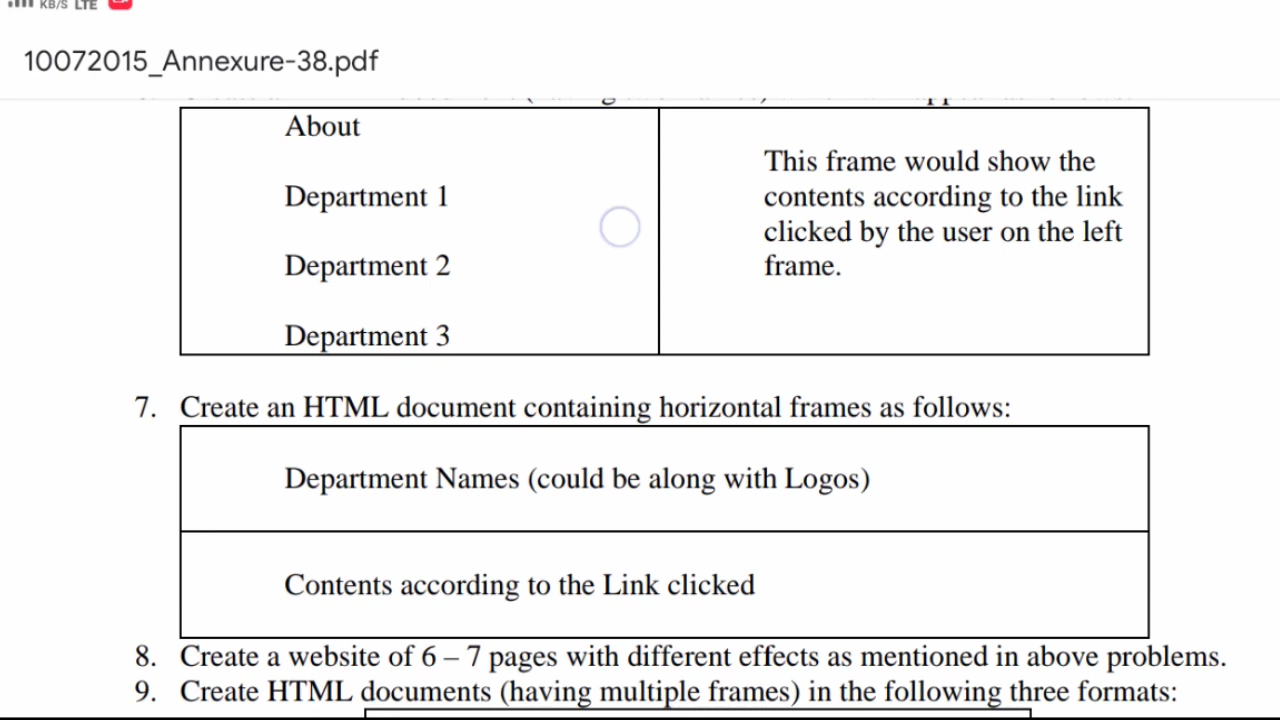 KB/S LTE
10072015_Annexure-38.pdf
About
Department 1
Department 2
Department 3
This frame would show the
contents according to the link
clicked by the user on the left
frame.
7. Create an HTML document containing horizontal frames as follows:
Department Names (could be along with Logos)
Contents according to the Link clicked
8. Create a website of 6 – 7 pages with different effects as mentioned in above problems.
9. Create HTML documents (having multiple frames) in the following three formats: